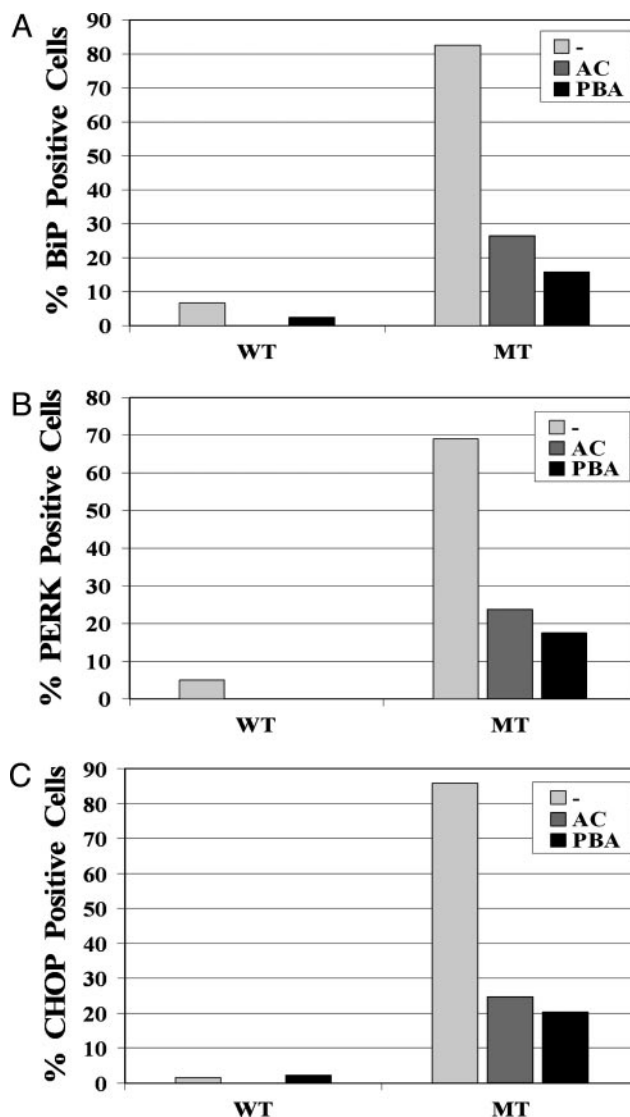 A
% BiP Positive Cells
90
80
70
60
50
40
30
20
10
0
-
AC
PBA
WT MT
B
% PERK Positive Cells
80
70
60
50
40
30
20
10
0
-
AC
PBA
WT MT
C
% CHOP Positive Cells
90
80
70
60
50
40
30
20
10
0
-
AC
PBA
WT MT